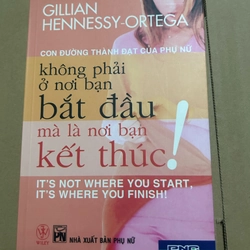 GILLIAN
HENNESSY-ORTEGA
CON ĐƯỜNG THÀNH ĐẠT CỦA PHỤ NỮ
không phải
ở nơi bạn
bắt đầu
mà là nơi bạn
kết thúc!
IT'S NOT WHERE YOU START,
IT'S WHERE YOU FINISH!
NHÀ XUẤT BẢN PHỤ NỮ